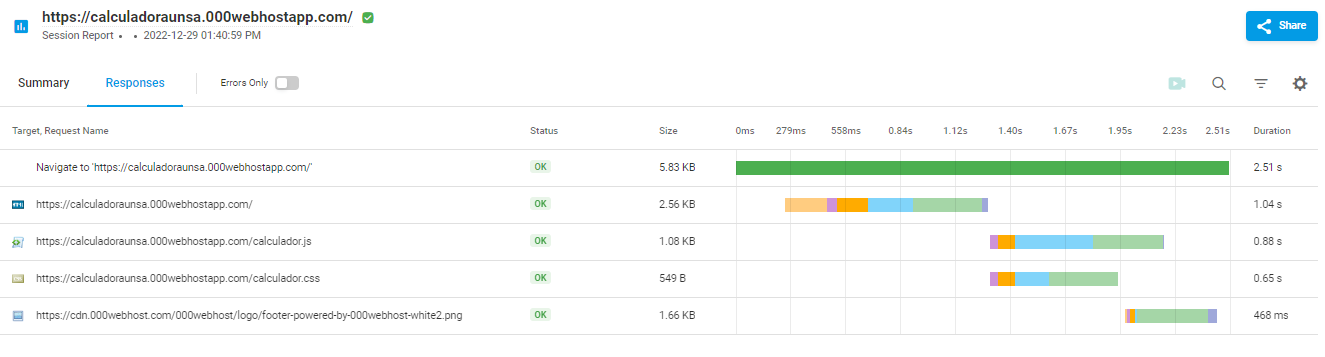 https://calculadoraunsa.000webhostapp.com/
Session Report • • 2022-12-29 01:40:59 PM
Share
Summary Responses Errors Only
Target, Request Name Status Size 0ms 279ms 558ms 0.84s 1.12s 1.40s 1.67s 1.95s 2.23s 2.51s Duration
Navigate to 'https://calculadoraunsa.000webhostapp.com/' OK 5.83 KB 2.51 s
https://calculadoraunsa.000webhostapp.com/ OK 2.56 KB 1.04 s
https://calculadoraunsa.000webhostapp.com/calculador.js OK 1.08 KB 0.88 s
https://calculadoraunsa.000webhostapp.com/calculador.css OK 549 B 0.65 s
https://cdn.000webhost.com/000webhost/logo/footer-powered-by-000webhost-white2.png OK 1.66 KB 468 ms